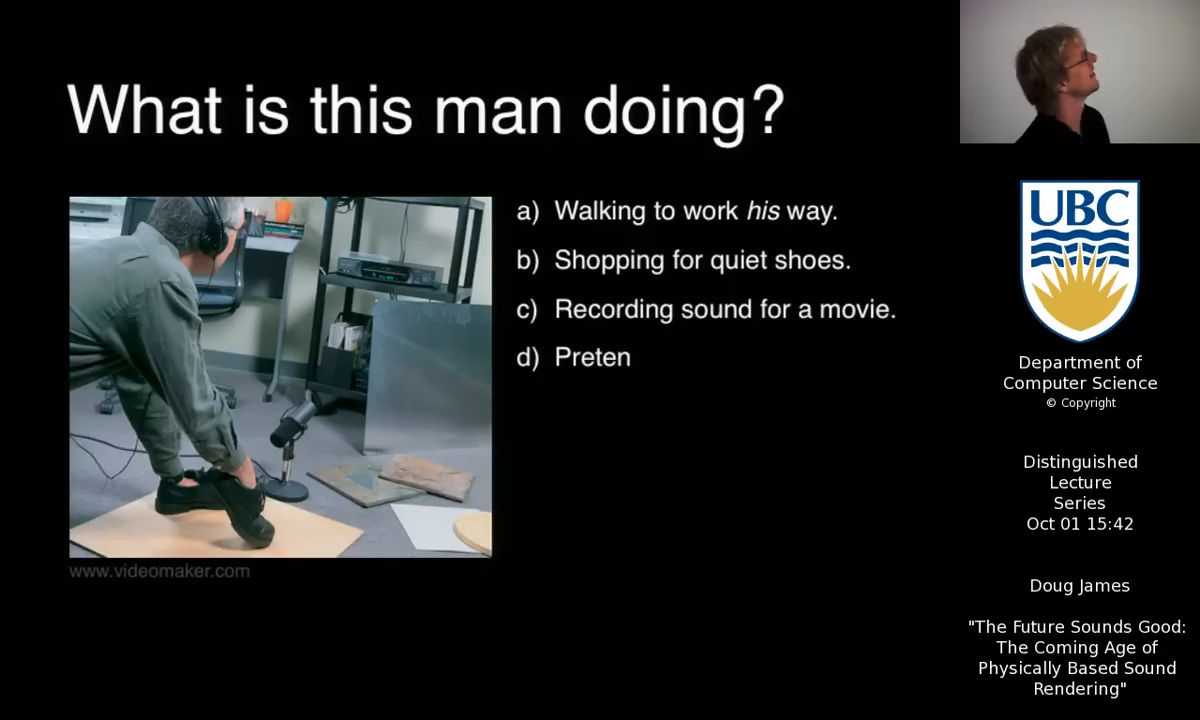 What is this man doing?
a) Walking to work his way.
b) Shopping for quiet shoes.
c) Recording sound for a movie.
d) Preten
www.videomaker.com
UBC
Department of
Computer Science
© Copyright
Distinguished
Lecture
Series
Oct 01 15:42
Doug James
"The Future Sounds Good:
The Coming Age of
Physically Based Sound
Rendering"